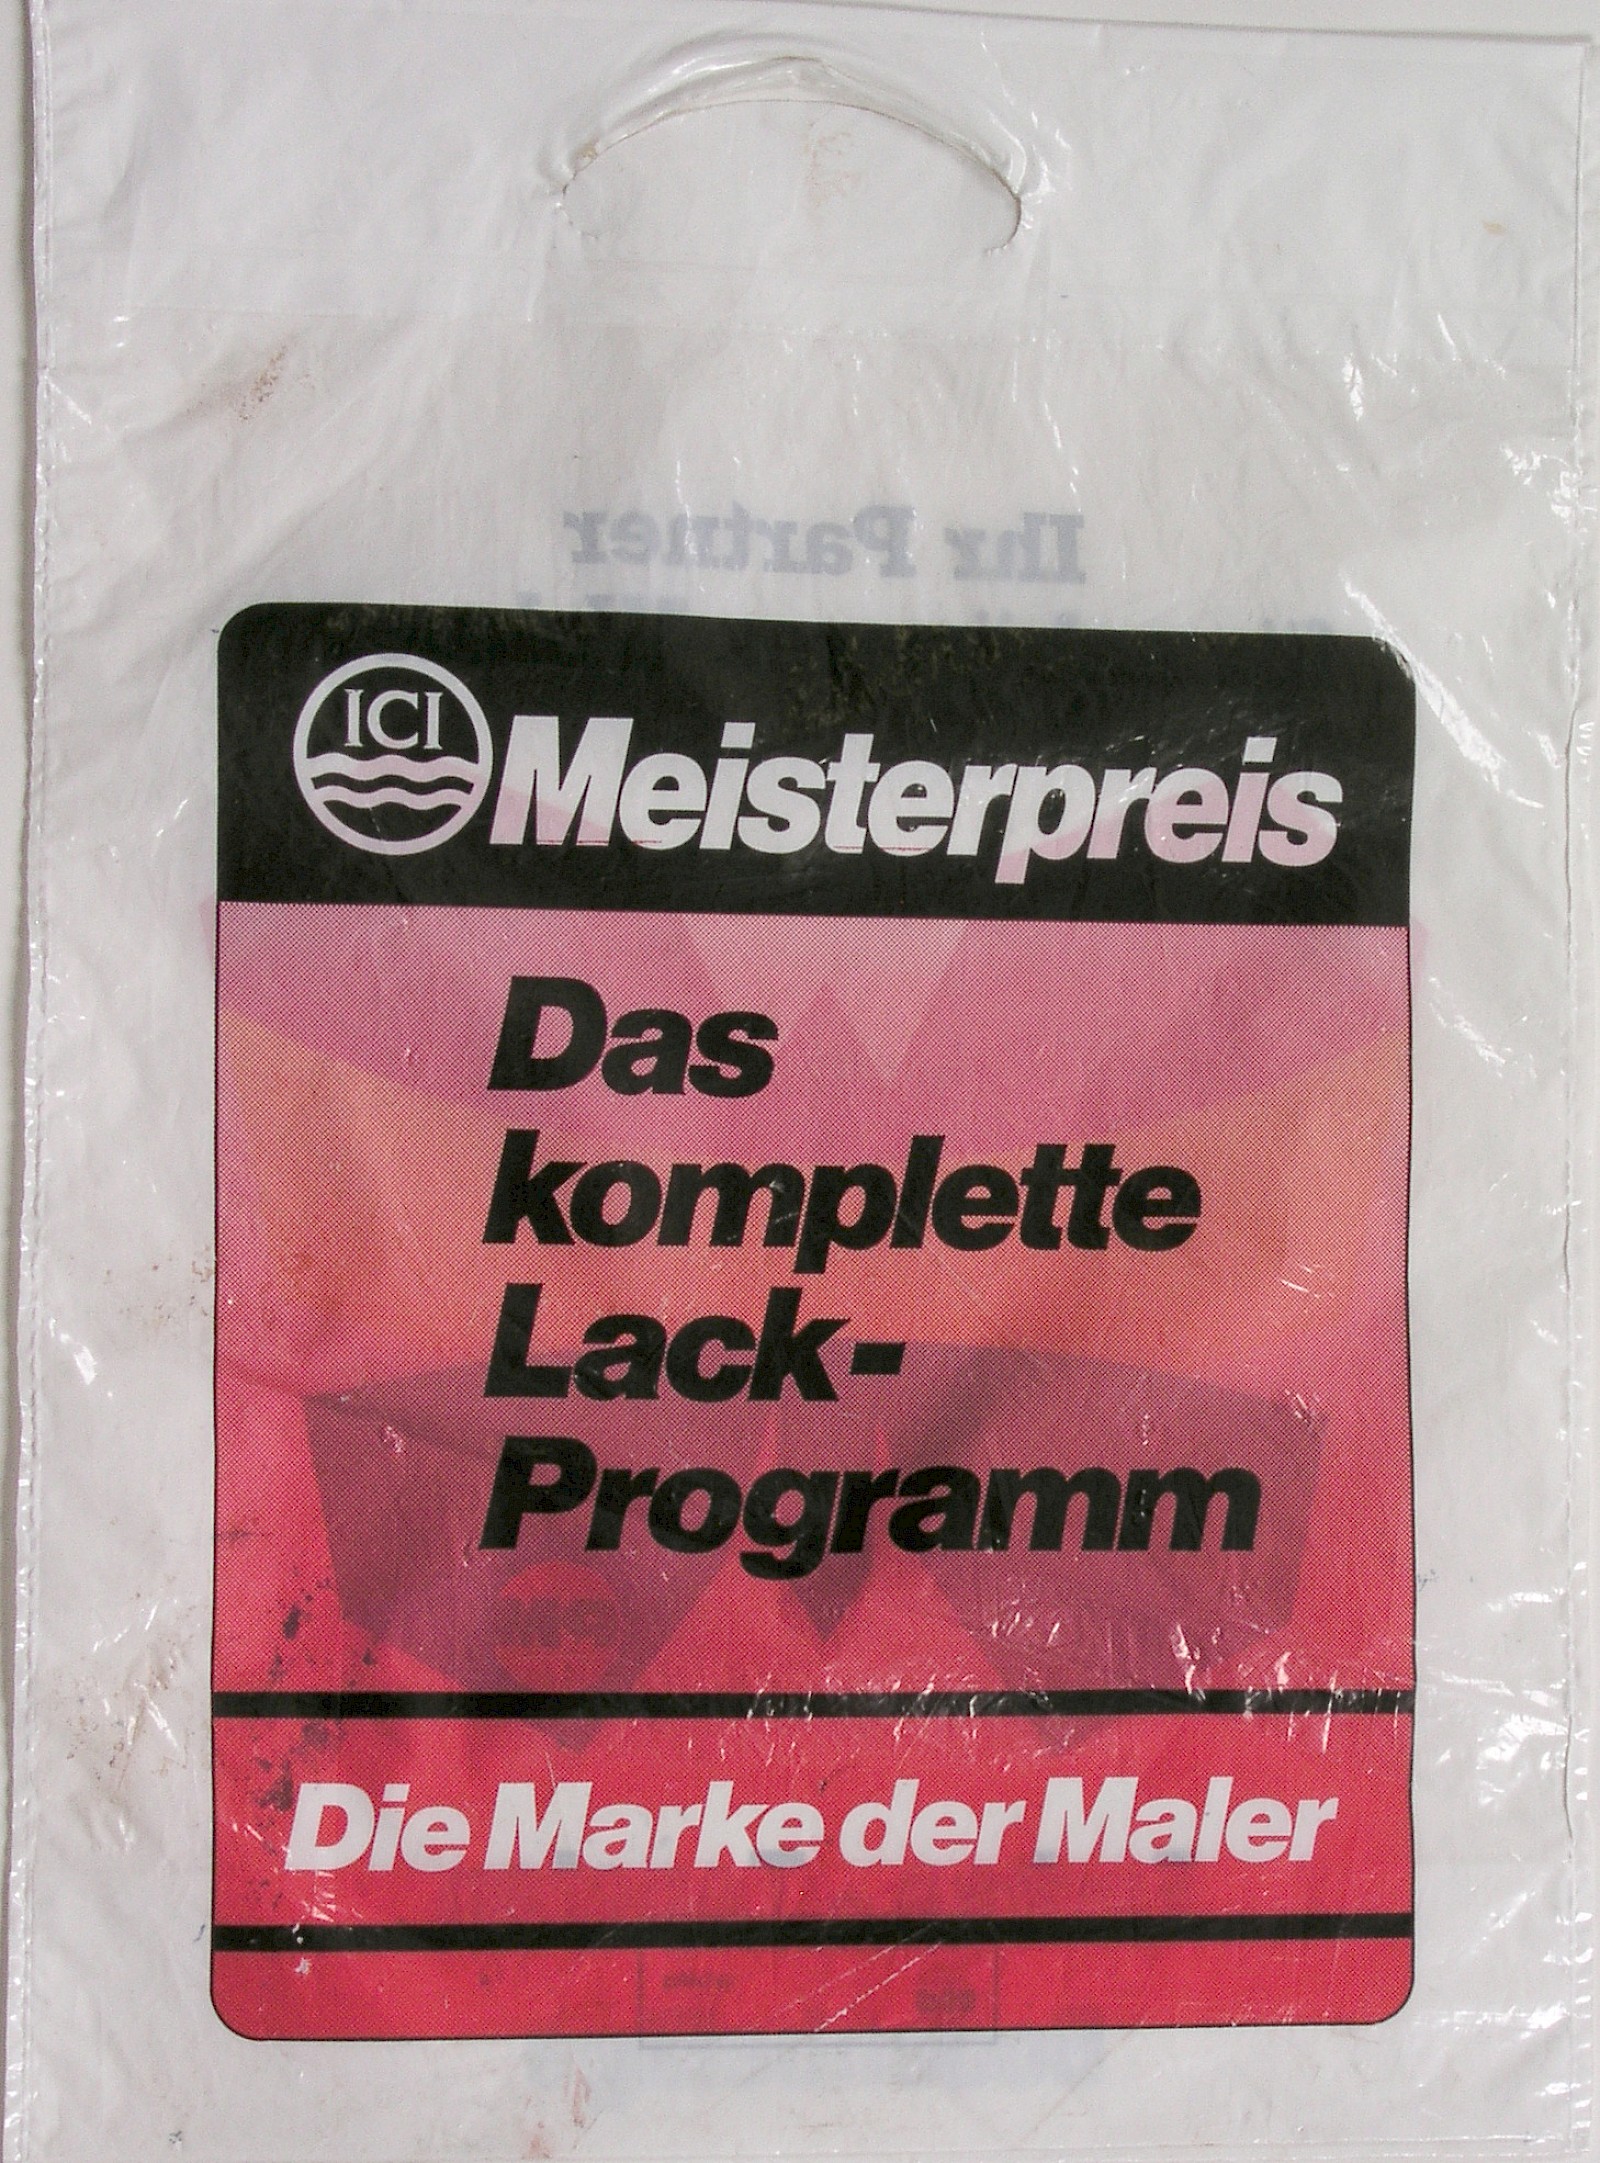 Ihr Partner
ICI
Meisterpreis
Das
komplette
Lack-
Programm
Die Marke der Maler